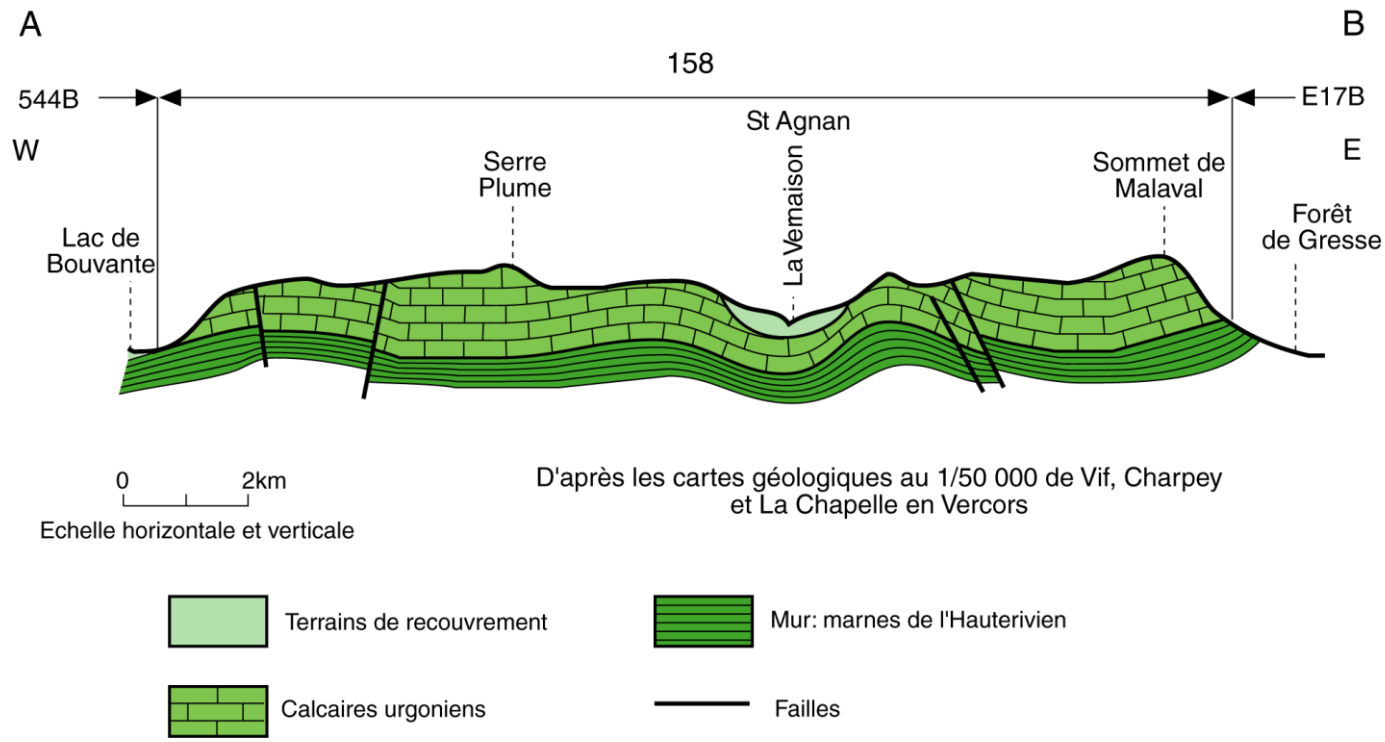 A
B
158
544B
E17B
St Agnan
W
E
La Vernaison
Serre
Plume
Sommet de
Malaval
Lac de
Bouvante
Forêt
de Gresse
0
2km
Echelle horizontale et verticale
D'après les cartes géologiques au 1/50 000 de Vif, Charpey
et La Chapelle en Vercors
Terrains de recouvrement
Mur: marnes de l'Hauterivien
Calcaires urgoniens
Failles